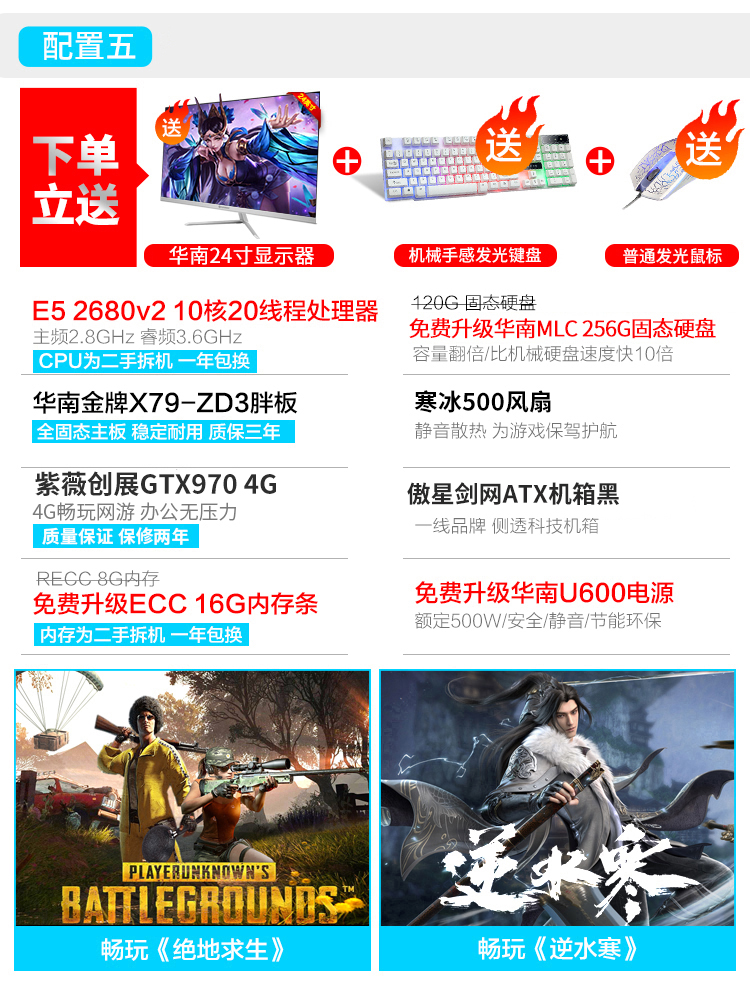 配置五
下单
立送
送
24英寸
送
送
华南24寸显示器
机械手感发光键盘
普通发光鼠标
E5 2680v2 10核20线程处理器
主频2.8GHz 睿频3.6GHz
CPU为二手拆机 一年包换
120G 固态硬盘
免费升级华南MLC 256G固态硬盘
容量翻倍/比机械硬盘速度快10倍
华南金牌X79-ZD3胖板
全固态主板 稳定耐用 质保三年
寒冰500风扇
静音散热 为游戏保驾护航
紫薇创展GTX970 4G
4G畅玩网游 办公无压力
质量保证 保修两年
傲星剑网ATX机箱黑
一线品牌 侧透科技机箱
RECC 8G内存
免费升级ECC 16G内存条
内存为二手拆机 一年包换
免费升级华南U600电源
额定500W/安全/静音/节能环保
PLAYERUNKNOWN'S
BATTLEGROUNDS™
逆水寒
畅玩《绝地求生》
畅玩《逆水寒》